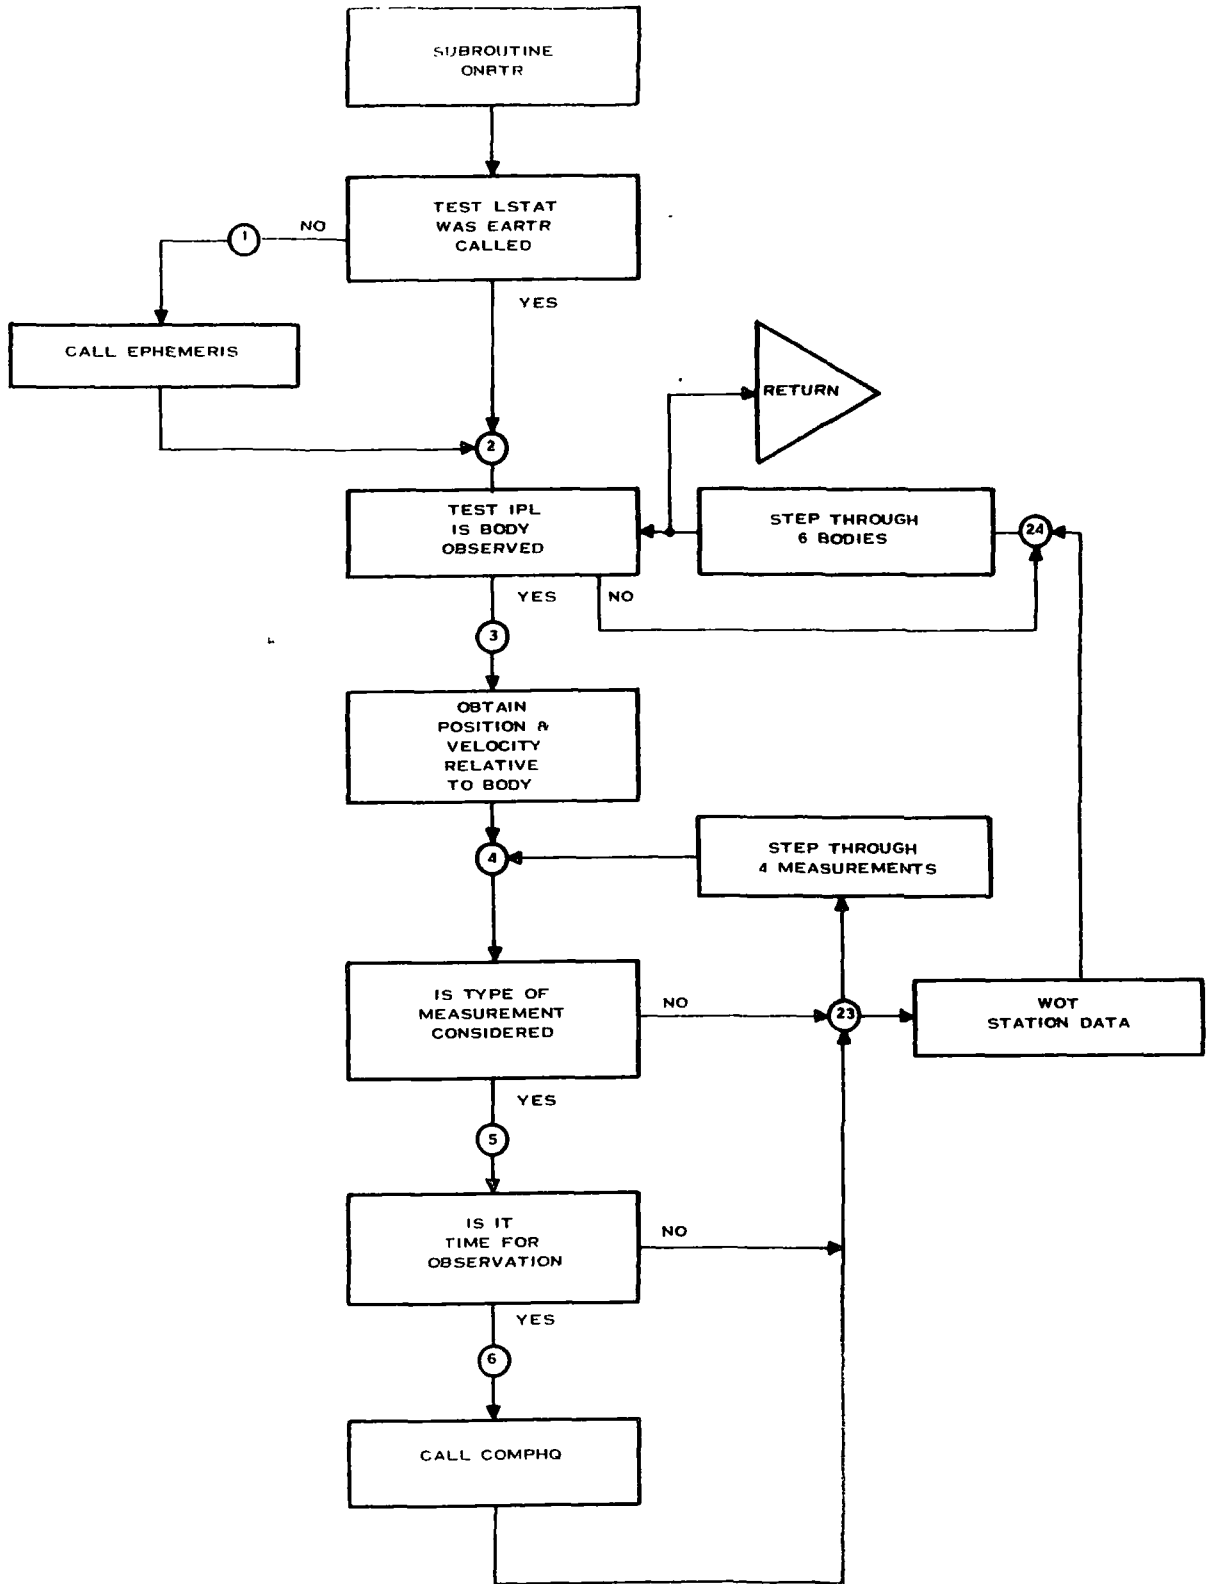 SUBROUTINE
ONBTR
TEST LSTAT
WAS EARTR
CALLED
NO
1
YES
CALL EPHEMERIS
RETURN
2
TEST IPL
IS BODY
OBSERVED
STEP THROUGH
6 BODIES
24
YES
NO
3
OBTAIN
POSITION &
VELOCITY
RELATIVE
TO BODY
STEP THROUGH
4 MEASUREMENTS
4
IS TYPE OF
MEASUREMENT
CONSIDERED
NO
23
WOT
STATION DATA
YES
5
IS IT
TIME FOR
OBSERVATION
NO
YES
6
CALL COMPHQ